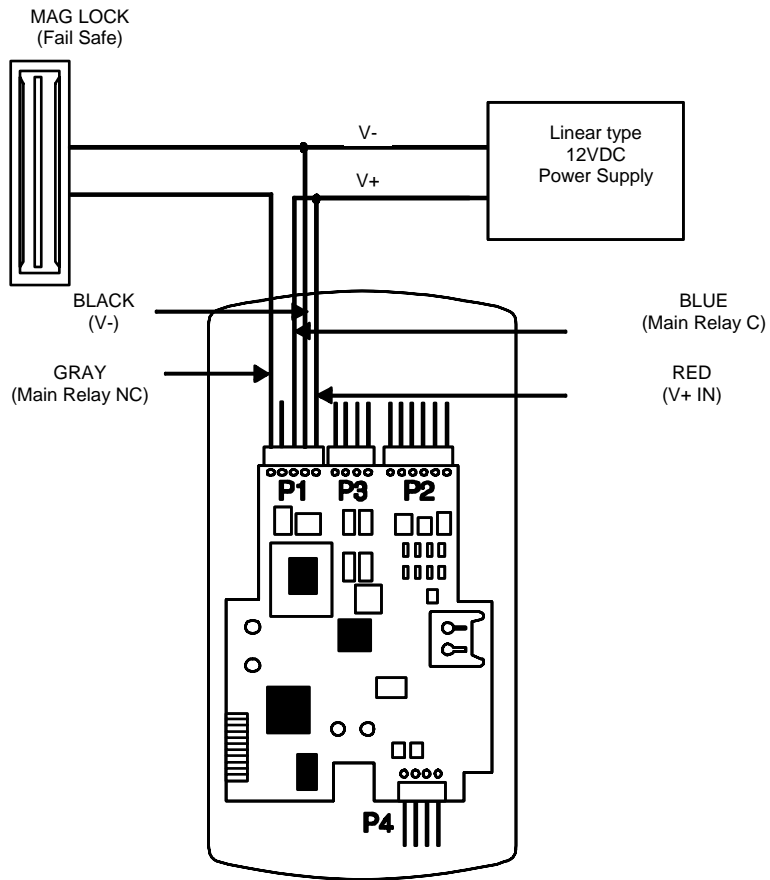 MAG LOCK
(Fail Safe)
V-
V+
Linear type
12VDC
Power Supply
BLACK
(V-)
BLUE
(Main Relay C)
GRAY
(Main Relay NC)
RED
(V+ IN)
P1
P3
P2
P4